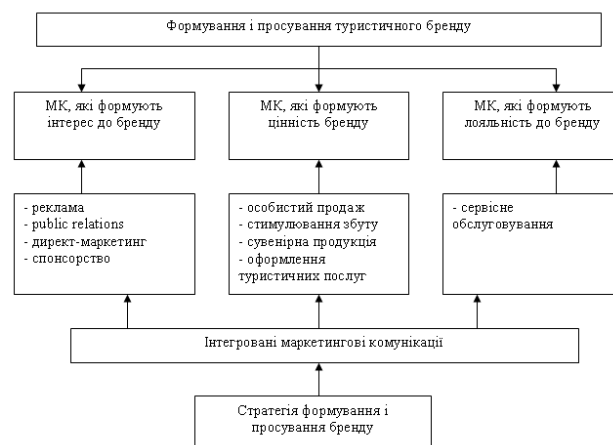 Формування і просування туристичного бренду
МК, які формують
інтерес до бренду
МК, які формують
цінність бренду
МК, які формують
лояльність до бренду
- реклама
- public relations
- директ-маркетинг
- спонсорство
- особистий продаж
- стимулювання збуту
- сувенірна продукція
- оформлення
туристичних послуг
- сервісне
обслуговування
Інтегровані маркетингові комунікації
Стратегія формування і
просування бренду